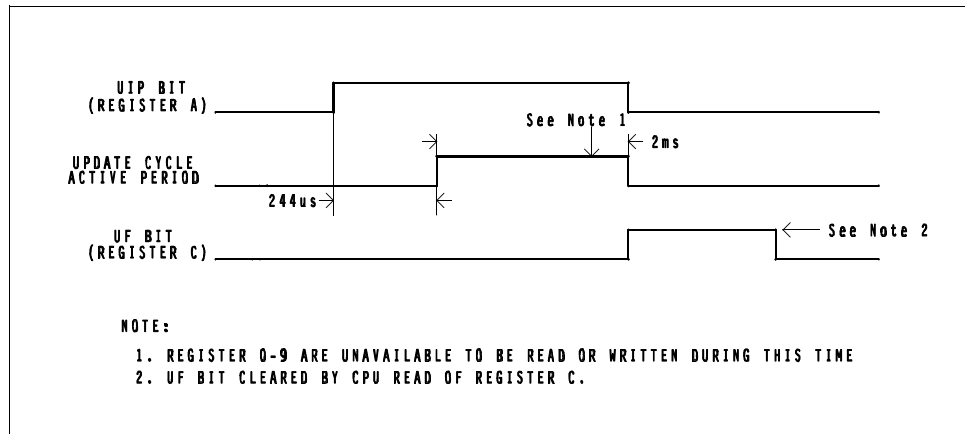 UIP BIT
(REGISTER A)
See Note 1
2ms
UPDATE CYCLE
ACTIVE PERIOD
244us
UF BIT
(REGISTER C)
See Note 2
NOTE:
1. REGISTER 0-9 ARE UNAVAILABLE TO BE READ OR WRITTEN DURING THIS TIME
2. UF BIT CLEARED BY CPU READ OF REGISTER C.